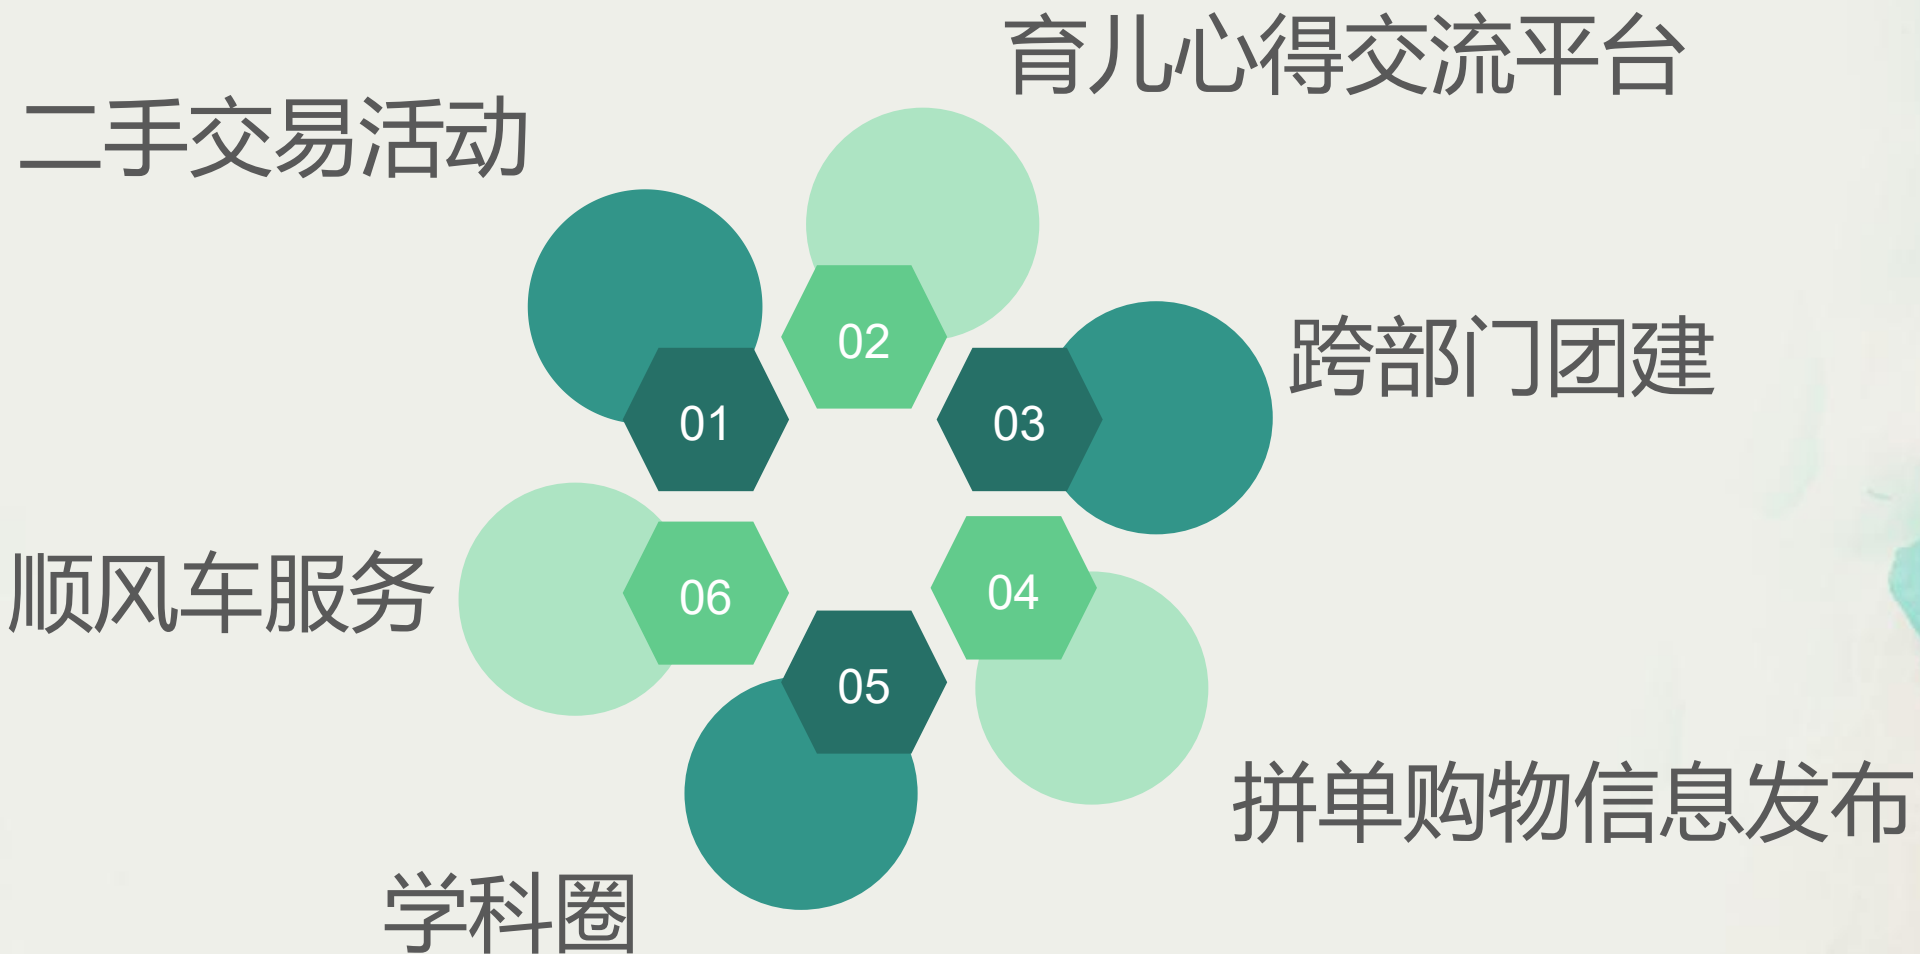 育儿心得交流平台
二手交易活动
02
跨部门团建
01
03
顺风车服务
06
04
05
拼单购物信息发布
学科圈